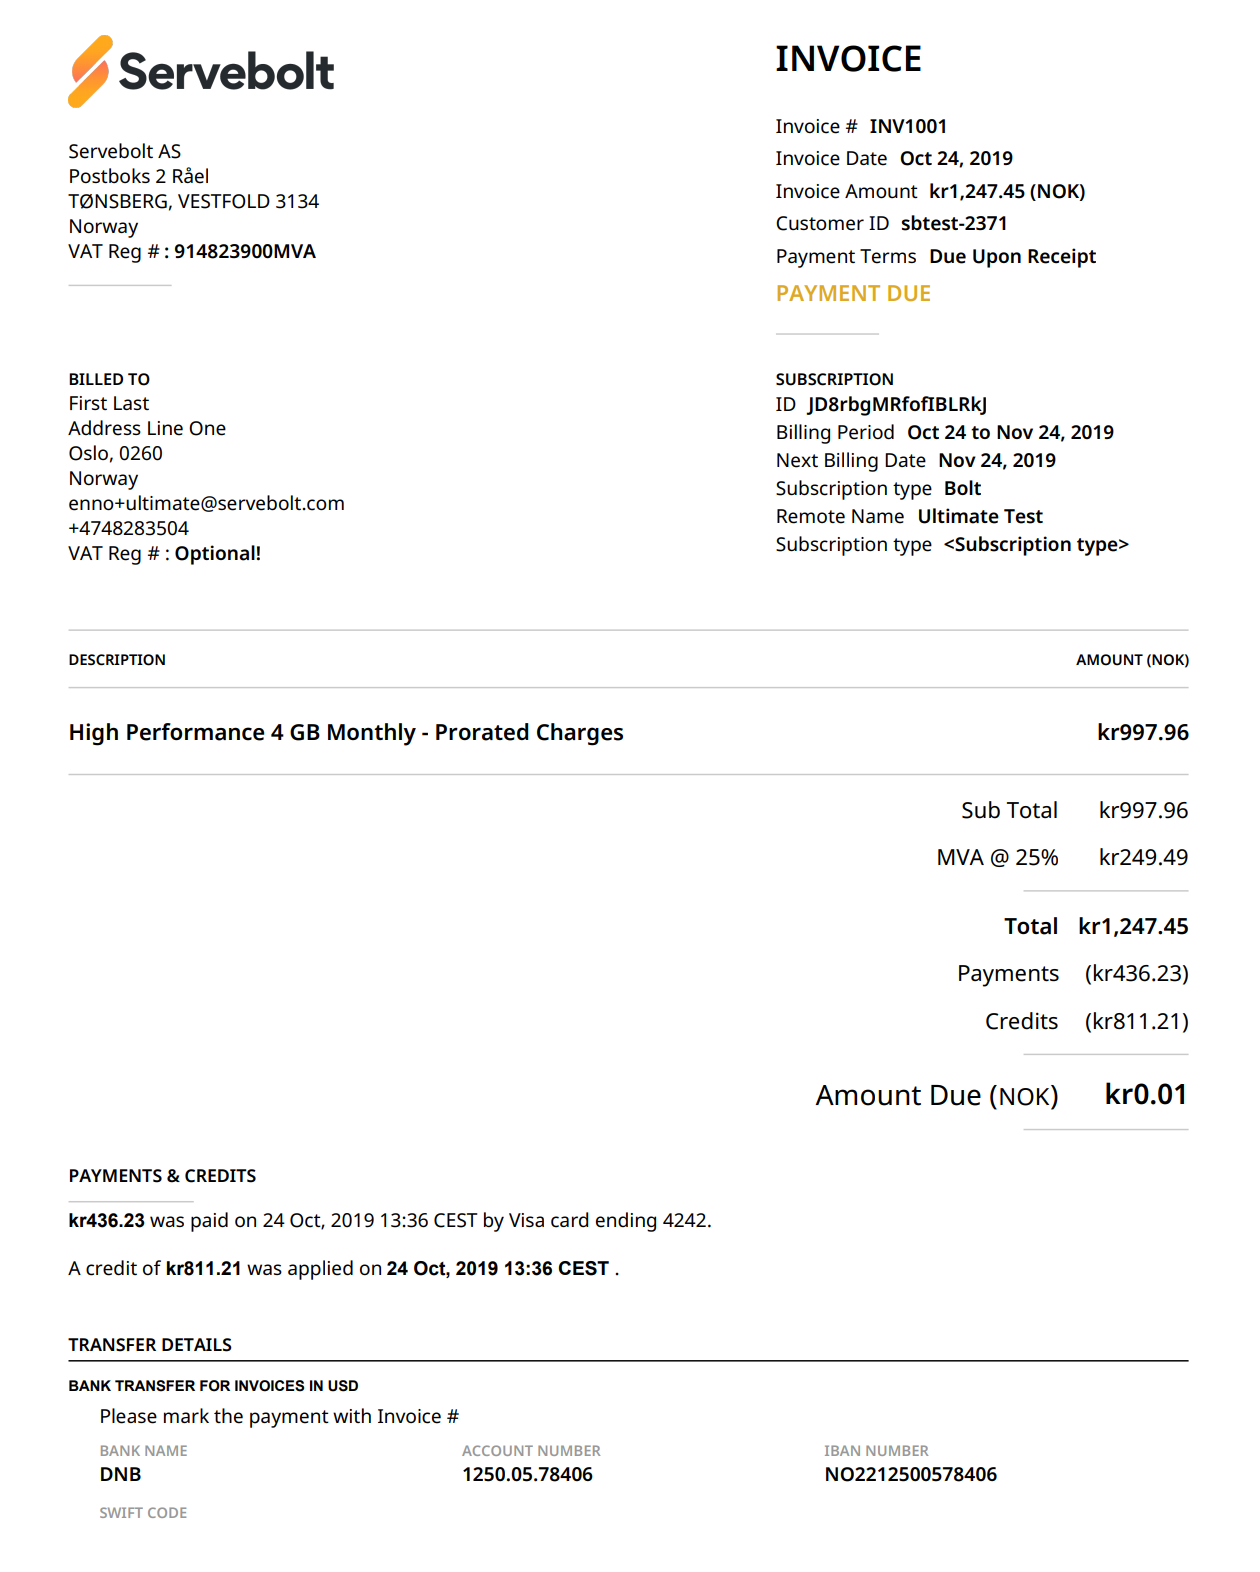 Servebolt
Servebolt AS
Postboks 2 Råel
TØNSBERG, VESTFOLD 3134
Norway
VAT Reg # : 914823900MVA
INVOICE
Invoice # INV1001
Invoice Date Oct 24, 2019
Invoice Amount kr1,247.45 (NOK)
Customer ID sbtest-2371
Payment Terms Due Upon Receipt
PAYMENT DUE
BILLED TO
First Last
Address Line One
Oslo, 0260
Norway
enno+ultimate@servebolt.com
+4748283504
VAT Reg # : Optional!
SUBSCRIPTION
ID JD8rbgMRfofIBLRkJ
Billing Period Oct 24 to Nov 24, 2019
Next Billing Date Nov 24, 2019
Subscription type Bolt
Remote Name Ultimate Test
Subscription type <Subscription type>
DESCRIPTION AMOUNT (NOK)
High Performance 4 GB Monthly - Prorated Charges kr997.96
Sub Total kr997.96
MVA @ 25% kr249.49
Total kr1,247.45
Payments (kr436.23)
Credits (kr811.21)
Amount Due (NOK) kr0.01
PAYMENTS & CREDITS
kr436.23 was paid on 24 Oct, 2019 13:36 CEST by Visa card ending 4242.
A credit of kr811.21 was applied on 24 Oct, 2019 13:36 CEST .
TRANSFER DETAILS
BANK TRANSFER FOR INVOICES IN USD
Please mark the payment with Invoice #
BANK NAME ACCOUNT NUMBER IBAN NUMBER
DNB 1250.05.78406 NO2212500578406
SWIFT CODE